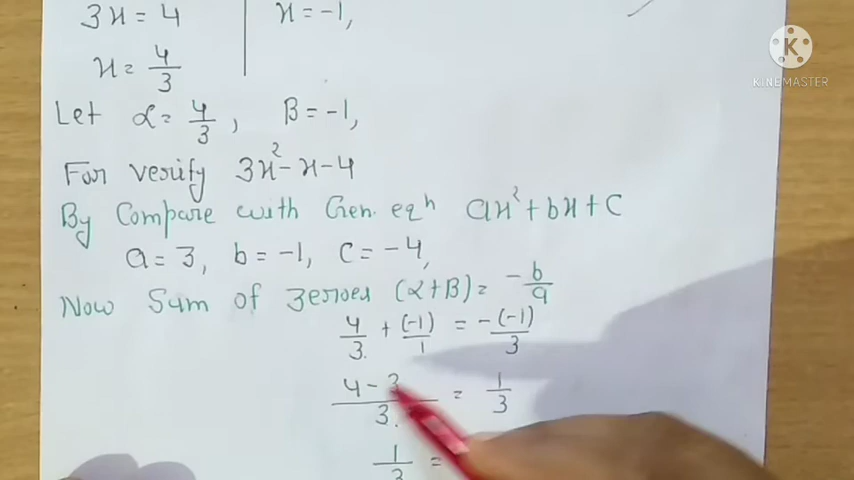 3x = 4 x = -1,
x = 4/3
Let α = 4/3, β = -1,
For verify 3x² - x - 4
By Compare with Gen. eqⁿ ax² + bx + c
a = 3, b = -1, c = -4,
Now Sum of zeroes (α+β) = -b/a
4/3 + (-1)/1 = -(-1)/3
4-3/3 = 1/3
1/3 =
K
KINEMASTER